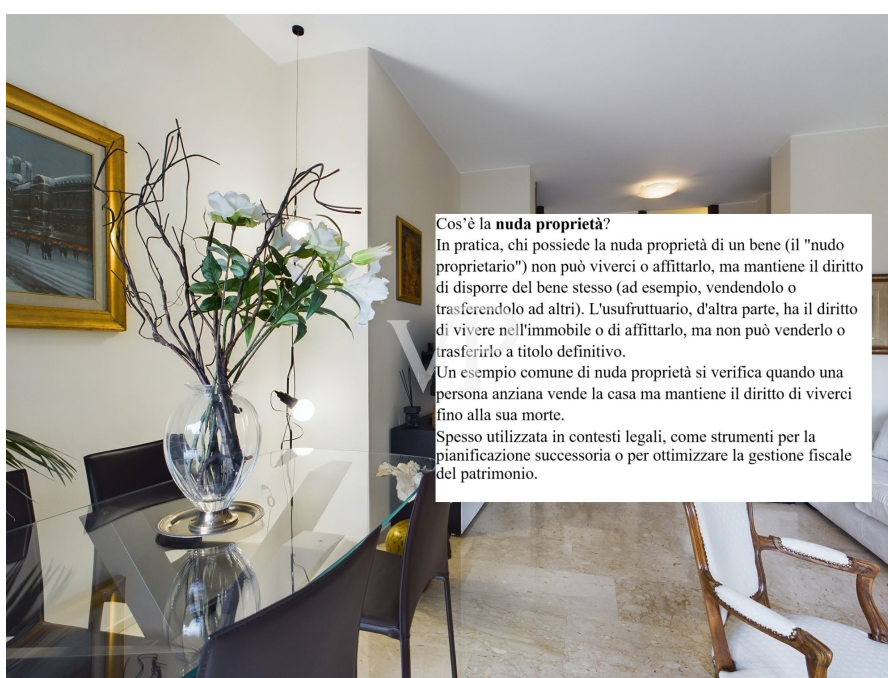 Cos'è la nuda proprietà?
In pratica, chi possiede la nuda proprietà di un bene (il "nudo
proprietario") non può viverci o affittarlo, ma mantiene il diritto
di disporre del bene stesso (ad esempio, vendendolo o
trasferendolo ad altri). L'usufruttuario, d'altra parte, ha il diritto
di vivere nell'immobile o di affittarlo, ma non può venderlo o
trasferirlo a titolo definitivo.
Un esempio comune di nuda proprietà si verifica quando una
persona anziana vende la casa ma mantiene il diritto di viverci
fino alla sua morte.
Spesso utilizzata in contesti legali, come strumenti per la
pianificazione successoria o per ottimizzare la gestione fiscale
del patrimonio.